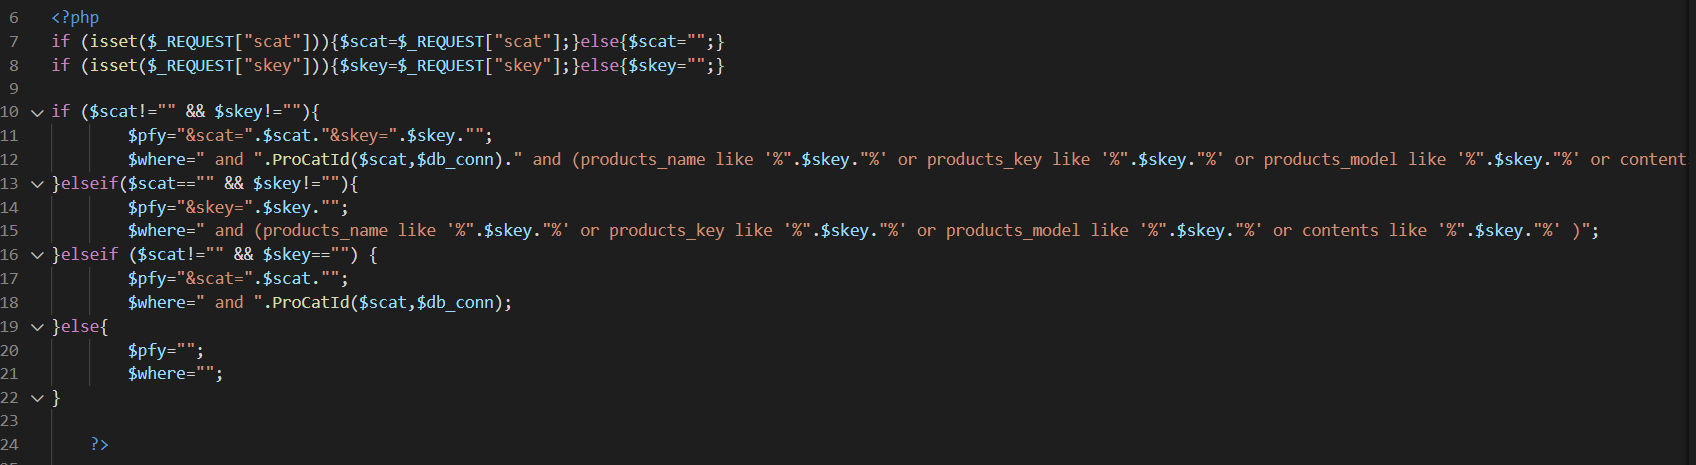 6 <?php
7 if (isset($_REQUEST["scat"])){$scat=$_REQUEST["scat"];}else{$scat="";}
8 if (isset($_REQUEST["skey"])){$skey=$_REQUEST["skey"];}else{$skey="";}
9
10 if ($scat!="" && $skey!=""){
11 $pfy="&scat=".$scat."&skey=".$skey."";
12 $where=" and ".ProCatId($scat,$db_conn)." and (products_name like '%".$skey."%' or products_key like '%".$skey."%' or products_model like '%".$skey."%' or content
13 }elseif($scat=="" && $skey!=""){
14 $pfy="&skey=".$skey."";
15 $where=" and (products_name like '%".$skey."%' or products_key like '%".$skey."%' or products_model like '%".$skey."%' or contents like '%".$skey."%' )";
16 }elseif ($scat!="" && $skey=="") {
17 $pfy="&scat=".$scat."";
18 $where=" and ".ProCatId($scat,$db_conn);
19 }else{
20 $pfy="";
21 $where="";
22 }
23
24 ?>